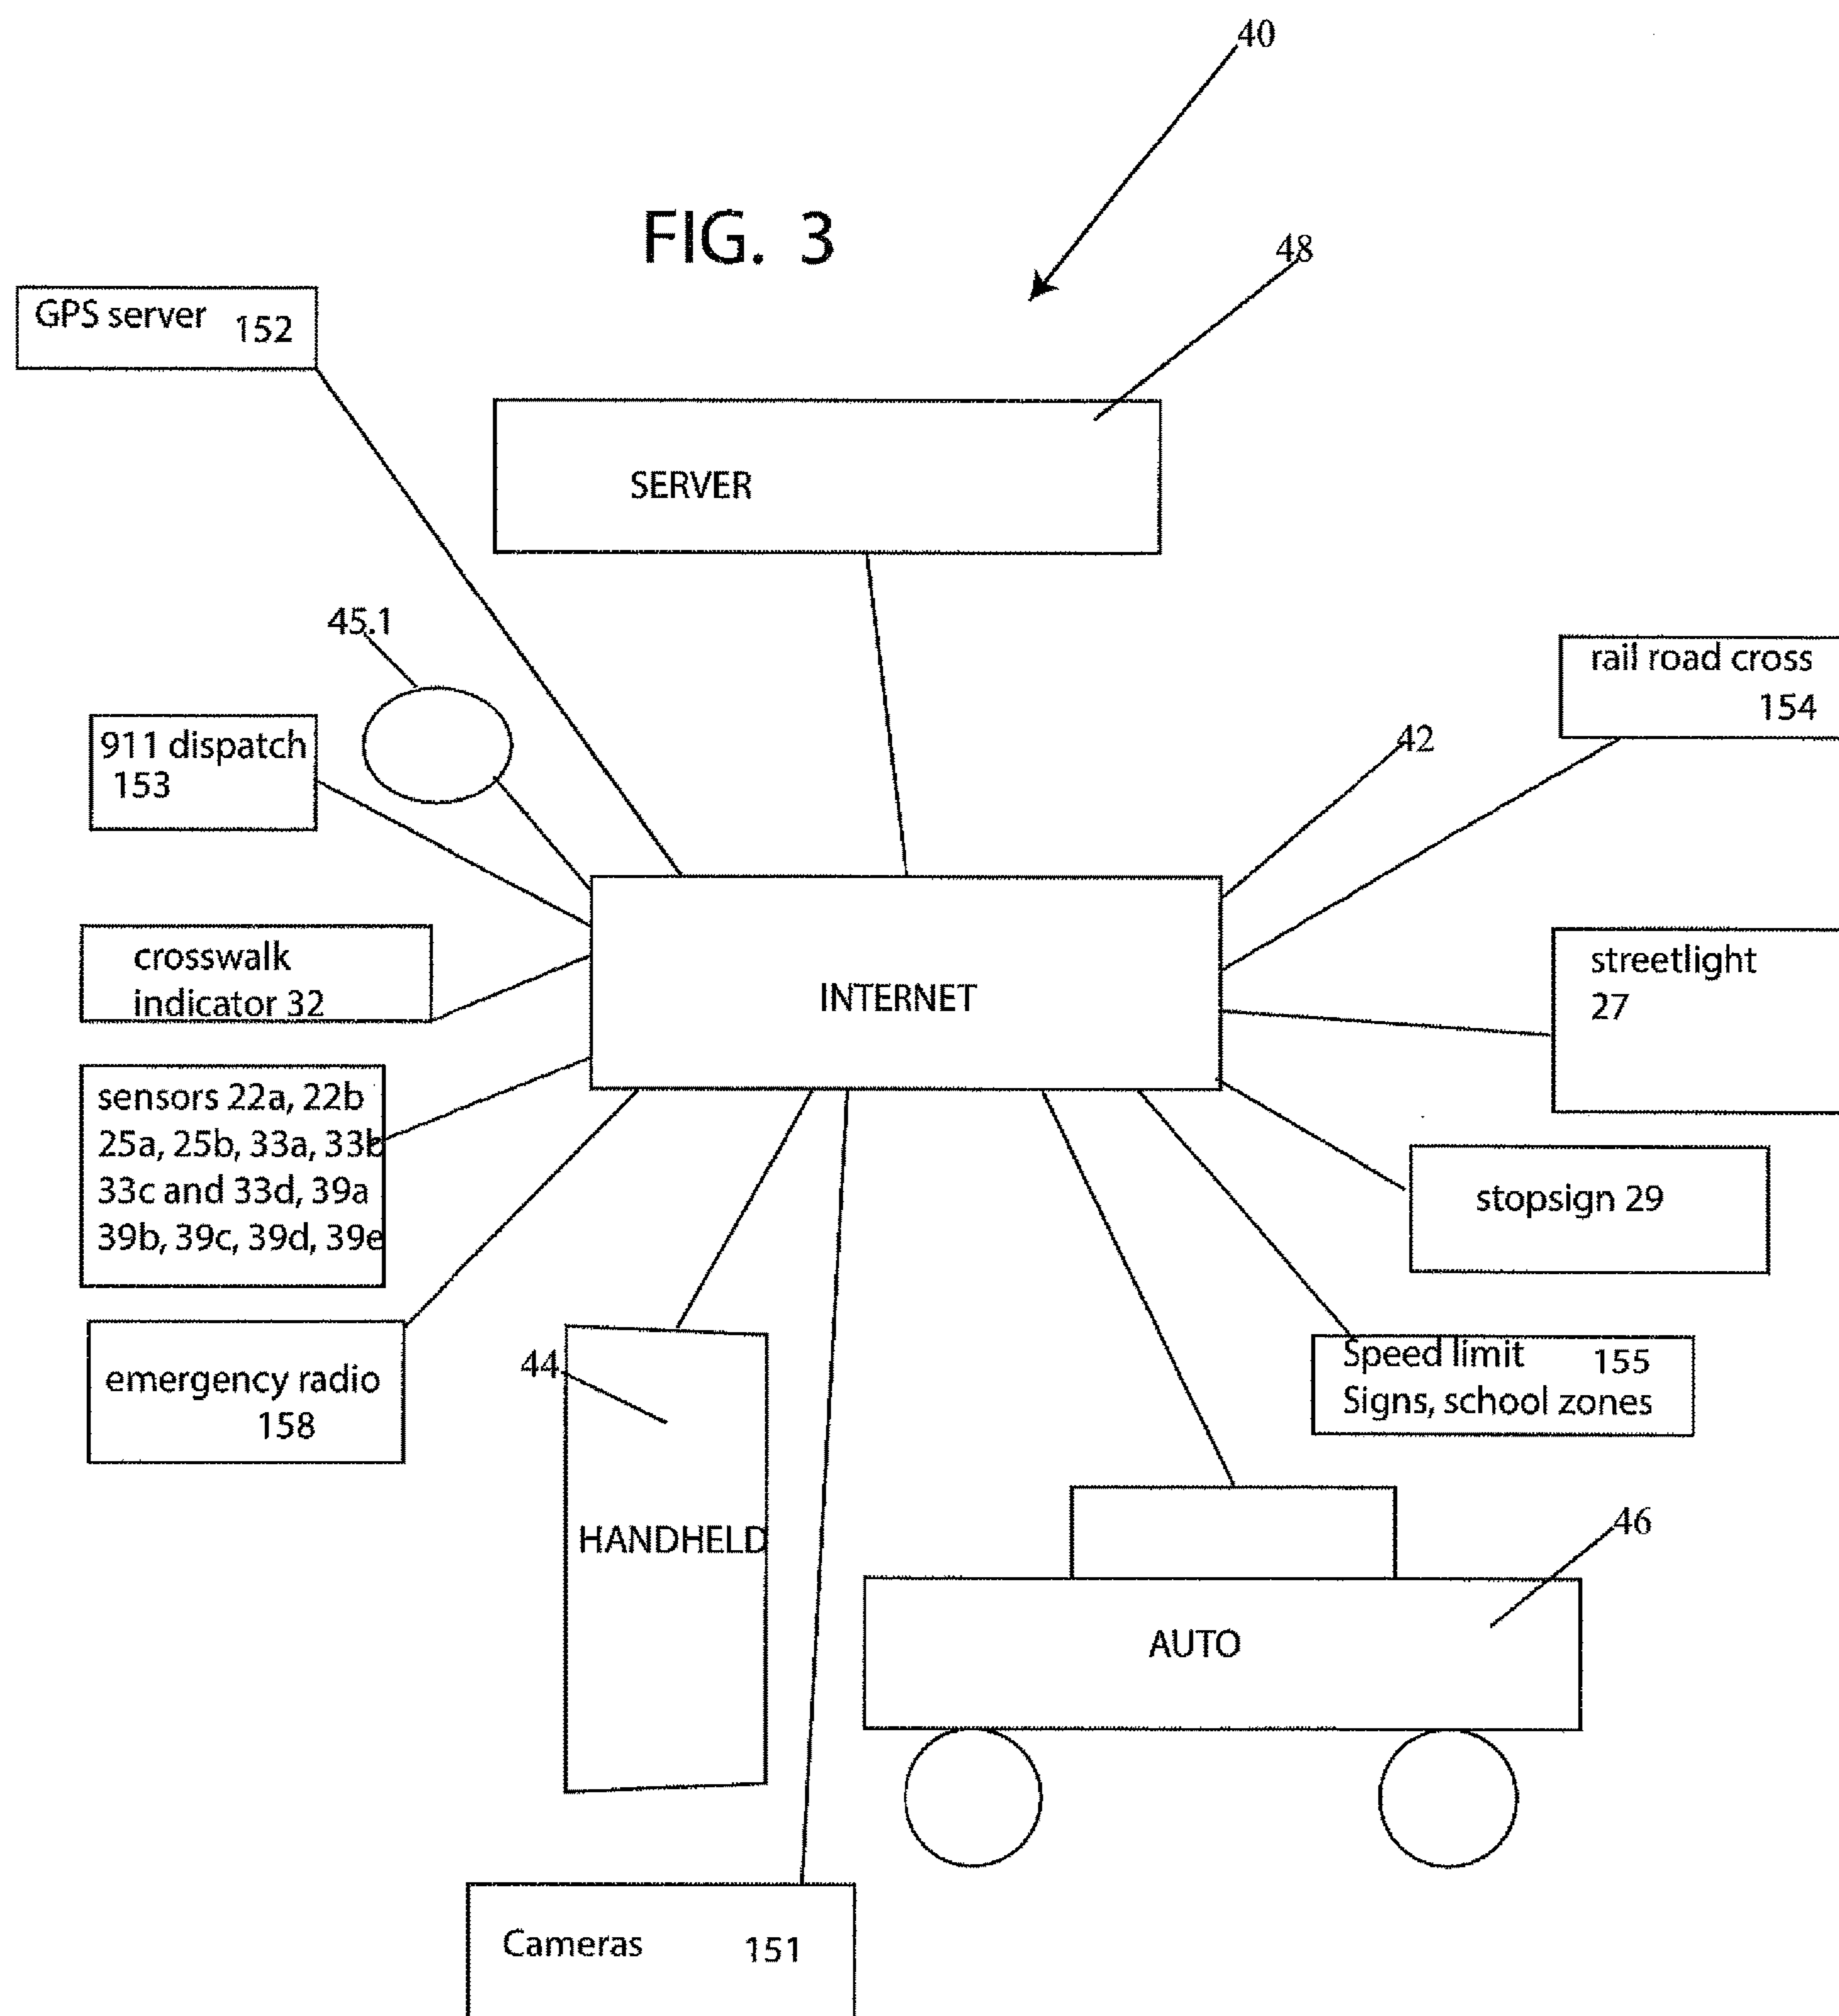 40
FIG. 3
48
GPS server 152
SERVER
45.1
rail road cross
154
911 dispatch
153
42
crosswalk
indicator 32
INTERNET
streetlight
27
sensors 22a, 22b
25a, 25b, 33a, 33b
33c and 33d, 39a
39b, 39c, 39d, 39e
stopsign 29
emergency radio
158
44
HANDHELD
Speed limit 155
Signs, school zones
46
AUTO
Cameras 151